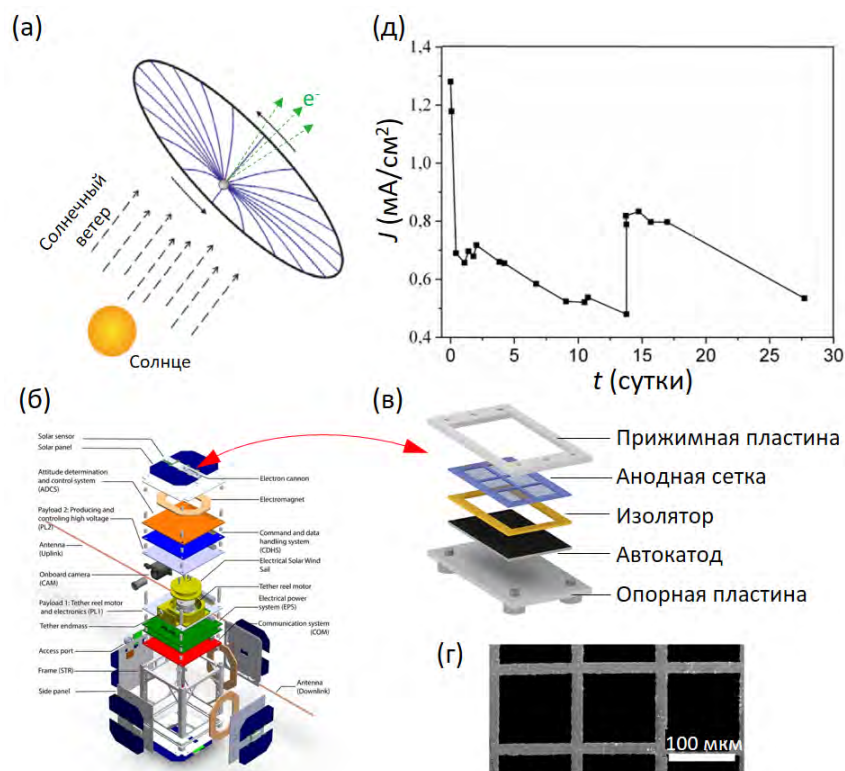 (а)
e⁻
Солнечный
ветер
Солнце
(д)
J (мА/см²)
1,4
1,2
1,0
0,8
0,6
0,4
0 5 10 15 20 25 30
t (сутки)
(б)
Solar sensor
Solar panel
Attitude determination
and control system
(ADCS)
Payload 2: Producing and
controling high voltage
(PL2)
Antenna
(Uplink)
Onboard camera
(CAM)
Payload 1: Tether reel motor
and electronics (PL1)
Tether endmass
Access port
Frame (STR)
Side panel
Electron cannon
Electromagnet
Command and data
handling system
(CDHS)
Electrical Solar Wind
Sail
Tether reel motor
Electrical power
system (EPS)
Communication system
(COM)
Antenna
(Downlink)
(в)
Прижимная пластина
Анодная сетка
Изолятор
Автокатод
Опорная пластина
(г)
100 мкм